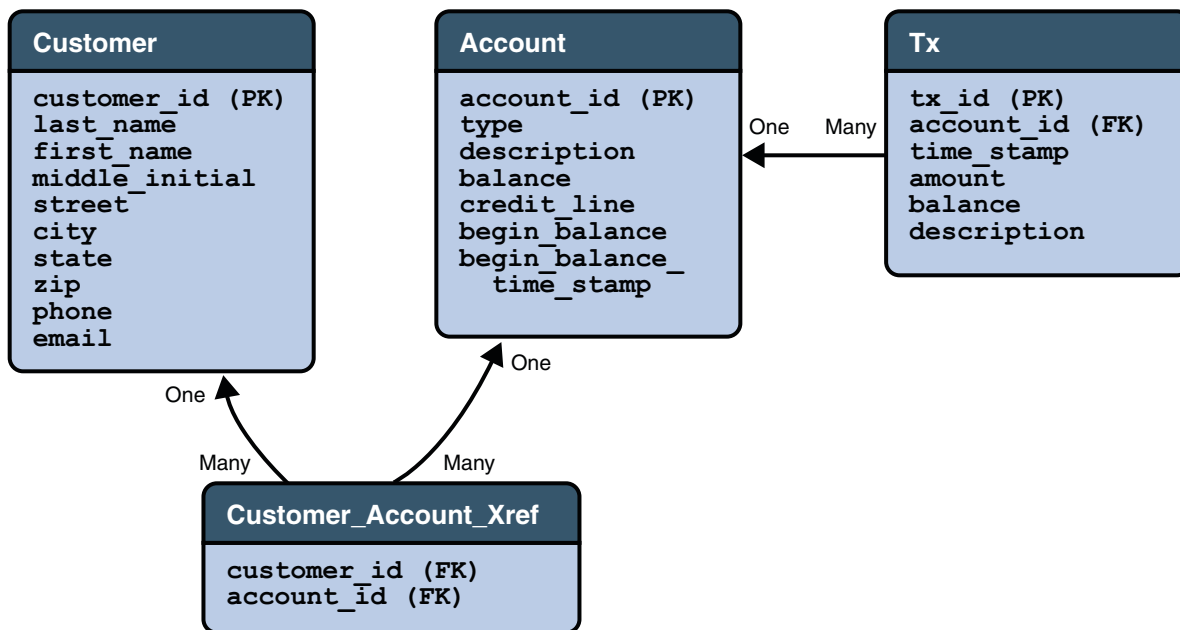 Customer
customer_id (PK)
last_name
first_name
middle_initial
street
city
state
zip
phone
email
Account
account_id (PK)
type
description
balance
credit_line
begin_balance
begin_balance_
time_stamp
Tx
tx_id (PK)
account_id (FK)
time_stamp
amount
balance
description
One Many
One
One
Many
Many
Customer_Account_Xref
customer_id (FK)
account_id (FK)